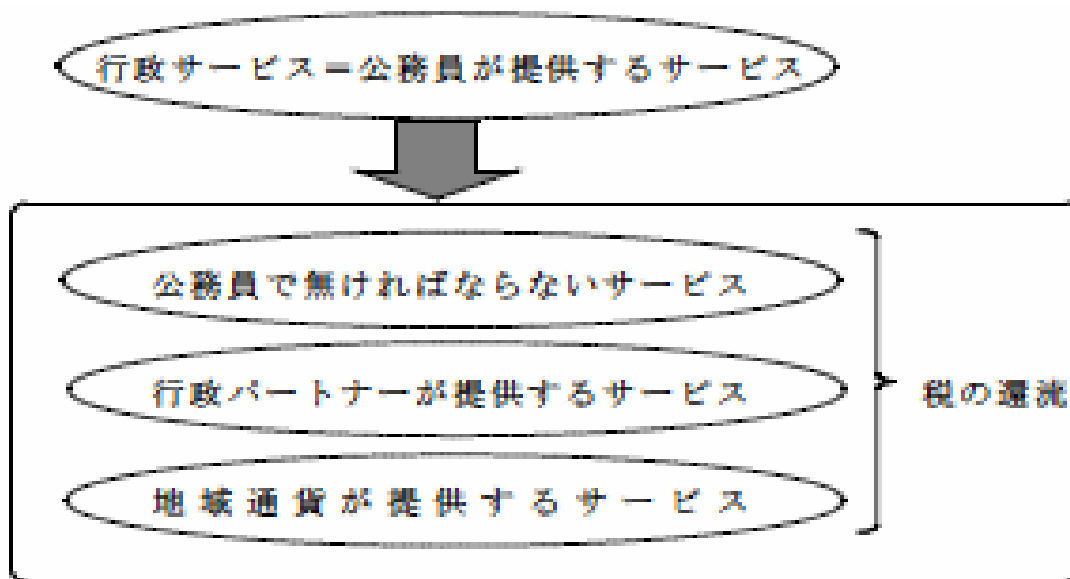 行政サービス＝公務員が提供するサービス
公務員で無ければならないサービス
行政パートナーが提供するサービス
税の還流
地域通貨が提供するサービス